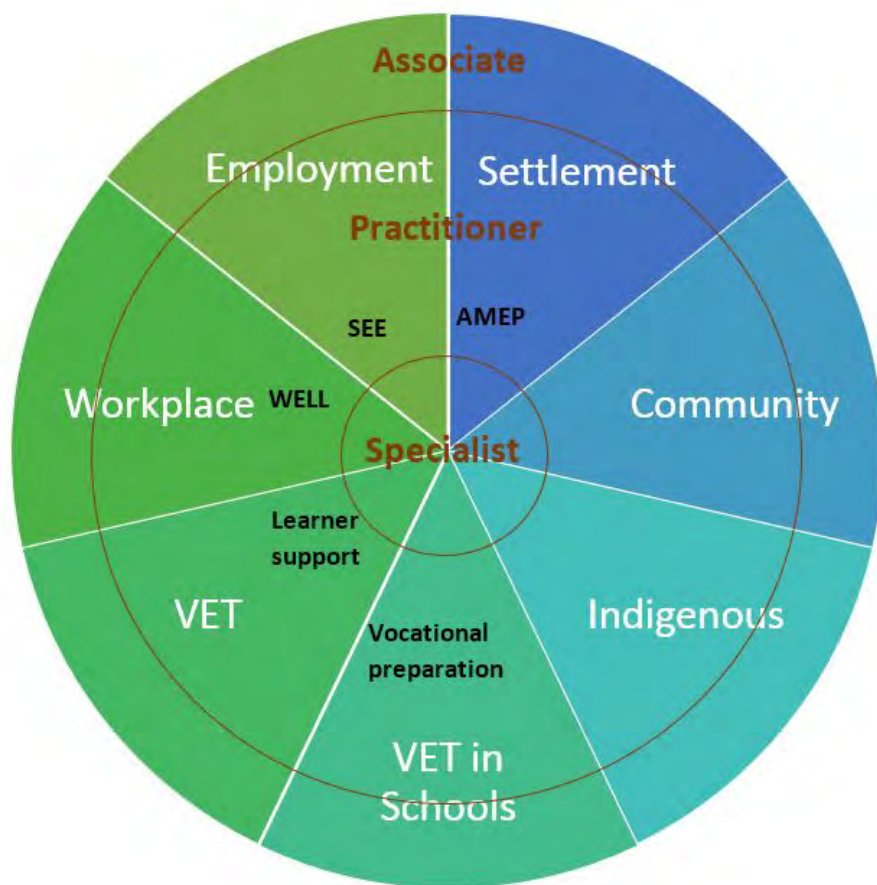 Associate
Employment
Settlement
Practitioner
SEE
AMEP
Workplace
WELL
Community
Specialist
Learner
support
VET
Indigenous
Vocational
preparation
VET in
Schools